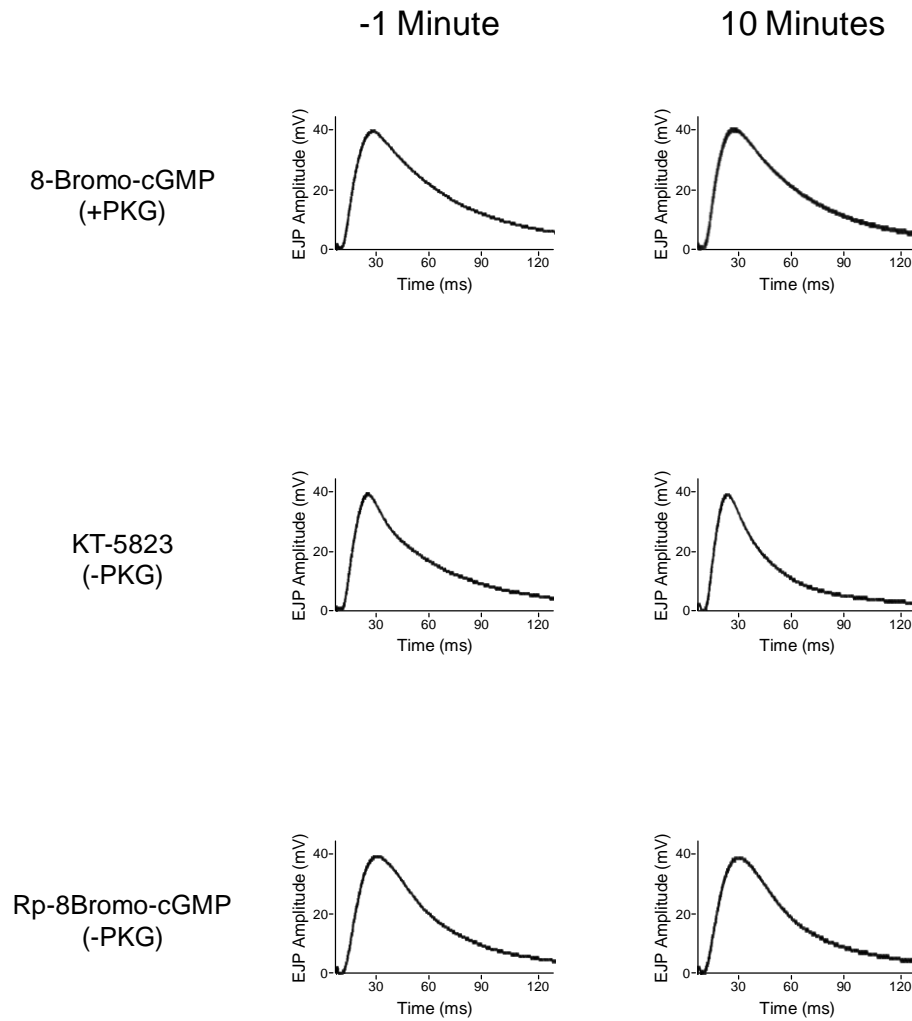 -1 Minute
10 Minutes
8-Bromo-cGMP
(+PKG)
EJP Amplitude (mV)
40
20
0
30
60
90
120
Time (ms)
EJP Amplitude (mV)
40
20
0
30
60
90
120
Time (ms)
KT-5823
(-PKG)
EJP Amplitude (mV)
40
20
0
30
60
90
120
Time (ms)
EJP Amplitude (mV)
40
20
0
30
60
90
120
Time (ms)
Rp-8Bromo-cGMP
(-PKG)
EJP Amplitude (mV)
40
20
0
30
60
90
120
Time (ms)
EJP Amplitude (mV)
40
20
0
30
60
90
120
Time (ms)